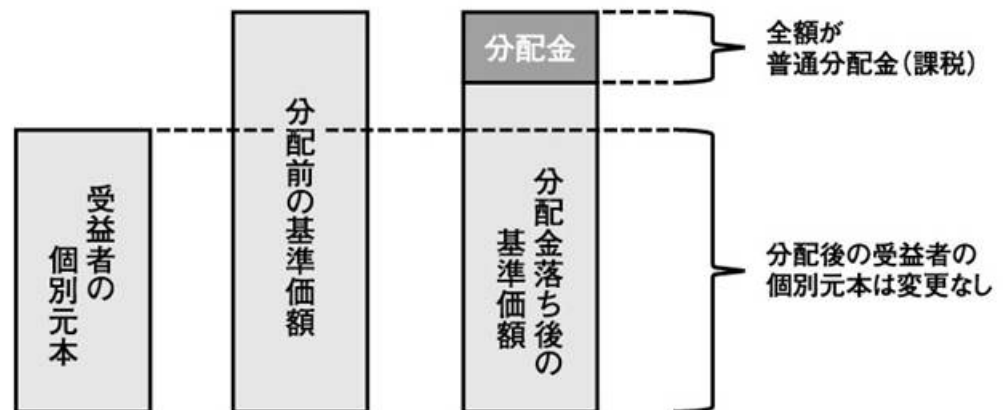 受益者の
個別元本
分配前の基準価額
分配金
分配金落ち後の
基準価額
全額が
普通分配金(課税)
分配後の受益者の
個別元本は変更なし